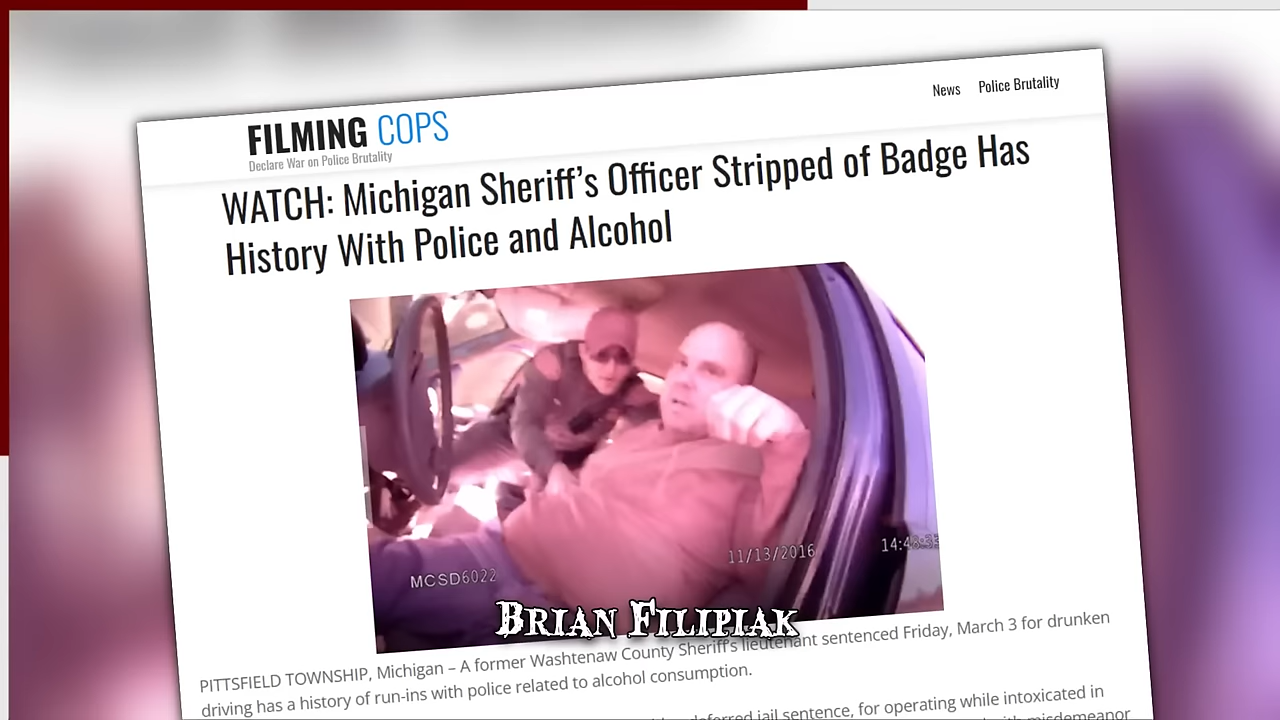 News Police Brutality
FILMING COPS
Declare War on Police Brutality
WATCH: Michigan Sheriff's Officer Stripped of Badge Has
History With Police and Alcohol
11/13/2016
MCSD6022
BRIAN FILIPIAK
PITTSFIELD TOWNSHIP, Michigan – A former Washtenaw County Sheriff's lieutenant sentenced Friday, March 3 for drunken
driving has a history of run-ins with police related to alcohol consumption.
deferred jail sentence, for operating while intoxicated in
misdemeanor